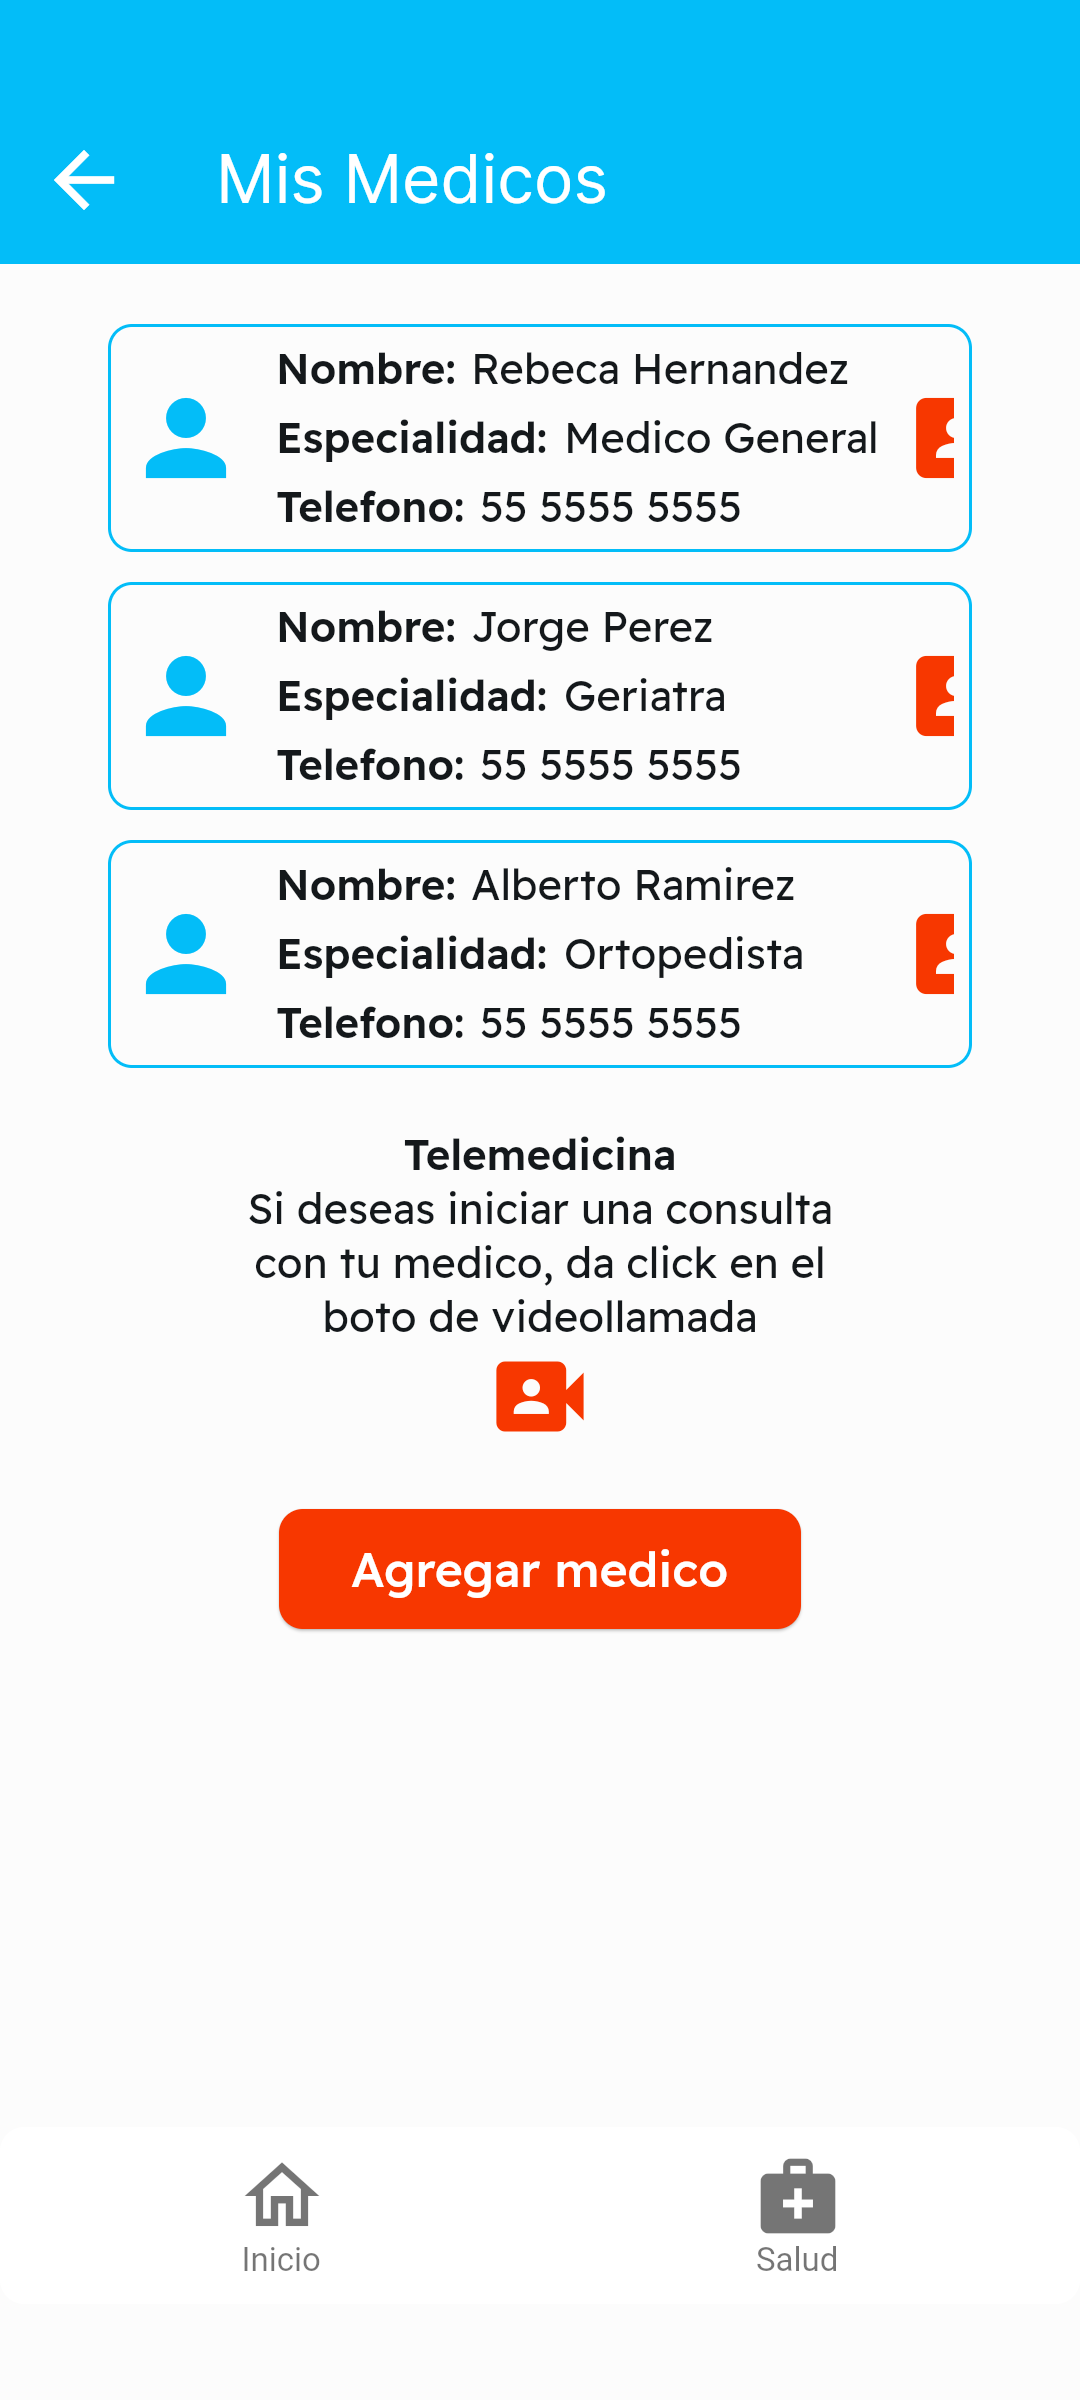 Mis Medicos
Nombre: Rebeca Hernandez
Especialidad: Medico General
Telefono: 55 5555 5555
Nombre: Jorge Perez
Especialidad: Geriatra
Telefono: 55 5555 5555
Nombre: Alberto Ramirez
Especialidad: Ortopedista
Telefono: 55 5555 5555
Telemedicina
Si deseas iniciar una consulta
con tu medico, da click en el
boto de videollamada
Agregar medico
Inicio
Salud